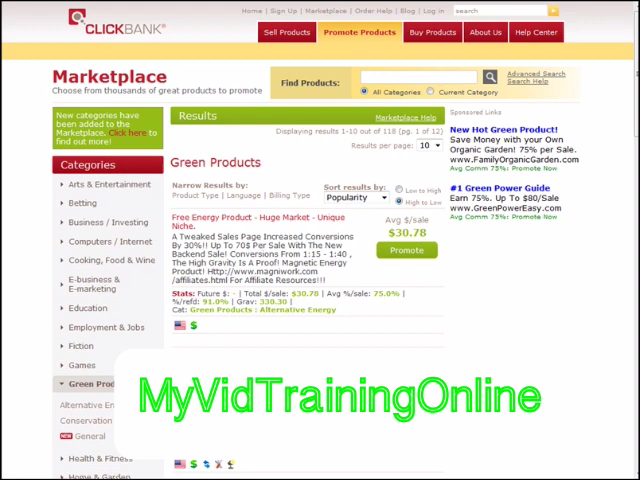 Home | Sign Up | Marketplace | Order Help | Blog | Log in
search
CLICKBANK®
Sell Products
Promote Products
Buy Products
About Us
Help Center
Marketplace
Choose from thousands of great products to promote
Find Products:
Advanced Search
Search Help
All Categories
Current Category
New categories have
been added to the
Marketplace. Click here to
find out more!
Categories
Arts & Entertainment
Betting
Business / Investing
Computers / Internet
Cooking, Food & Wine
E-business &
E-marketing
Education
Employment & Jobs
Fiction
Games
Green Prod
Alternative En
Conservation
NEW General
Health & Fitness
Home & Garden
Results
Marketplace Help
Displaying results 1-10 out of 118 (pg. 1 of 12)
Results per page: 10
Green Products
Narrow Results by:
Product Type | Language | Billing Type
Sort results by:
Popularity
Low to High
High to Low
Free Energy Product - Huge Market - Unique
Niche.
A Tweaked Sales Page Increased Conversions
By 30%!! Up To 70$ Per Sale With The New
Backend Sale! Conversions From 1:15 - 1:40 ,
The High Gravity Is A Proof! Magnetic Energy
Product! Http://www.magniwork.com
/affiliates.html For Affiliate Resources!!!
Stats: Future $: - | Total $/sale: $30.78 | Avg %/sale: 75.0% |
%/refd: 91.0% | Grav: 330.30 |
Cat: Green Products : Alternative Energy
Avg $/sale
$30.78
Promote
Sponsored Links
New Hot Green Product!
Save Money with your Own
Organic Garden! 75% per Sale.
www.FamilyOrganicGarden.com
Avg Comm 75%: Promote Now!
#1 Green Power Guide
Earn 75%. Up To $80/Sale
www.GreenPowerEasy.com
Avg Comm 75%: Promote Now!
MyVidTrainingOnline